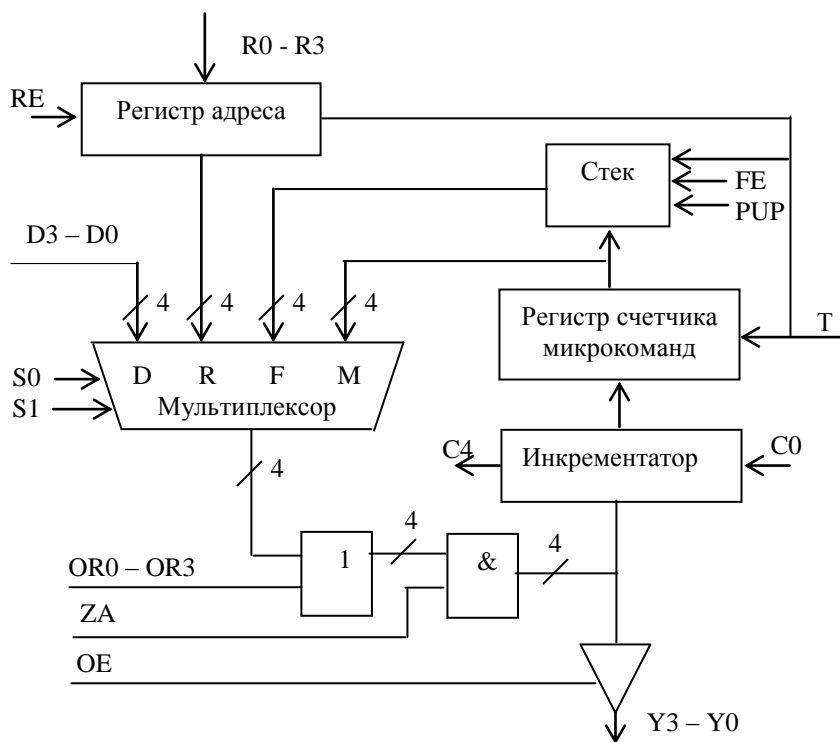 R0 - R3
RE
Регистр адреса
Стек
FE
PUP
D3 – D0
4
4
4
4
Регистр счетчика
микрокоманд
T
S0
S1
D R F M
Мультиплексор
4
C4
Инкрементатор
C0
OR0 – OR3
1
4
&
4
ZA
OE
Y3 – Y0